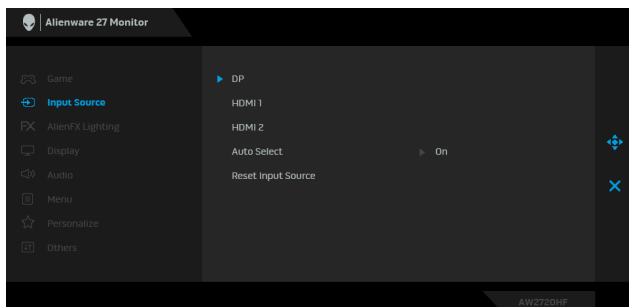 Alienware 27 Monitor
Game
Input Source
AlienFX Lighting
Display
Audio
Menu
Personalize
Others
DP
HDMI 1
HDMI 2
Auto Select On
Reset Input Source
AW2720HF